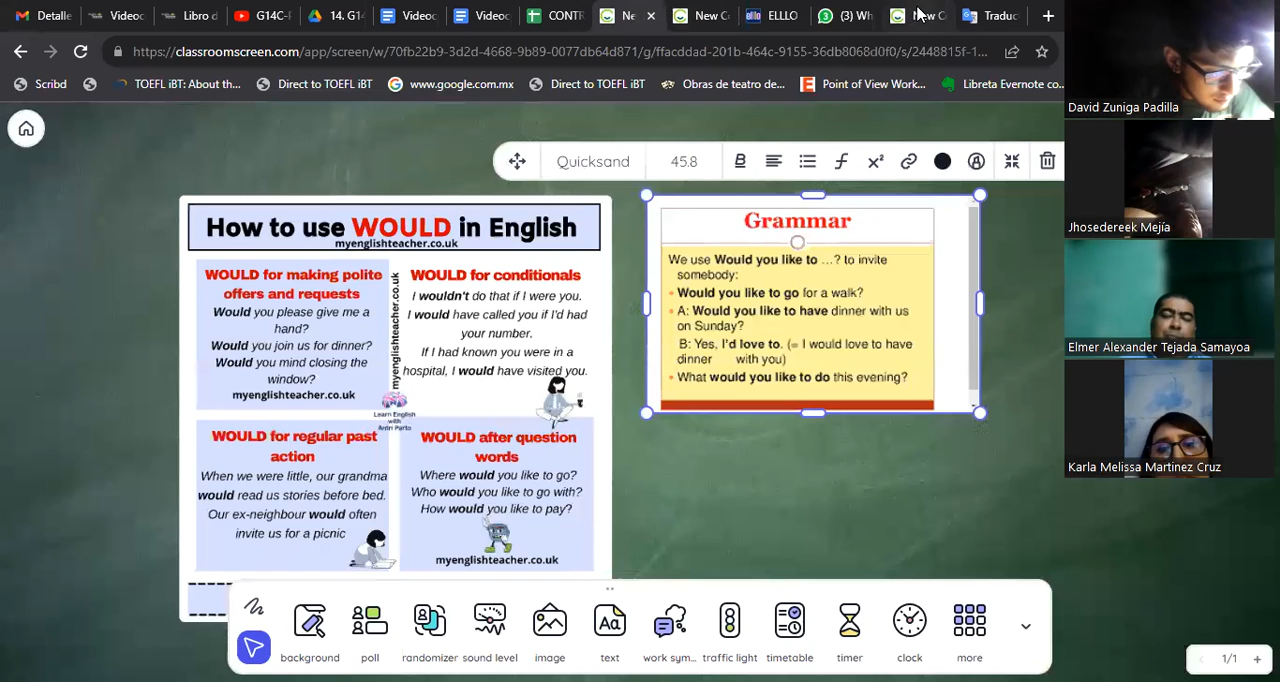 Detalle
Videoc
Libro d
G14C-
14. G1
Videoc
Videoc
CONTR
Ne
New C
ELLLO
(3) Wh
New C
Traduc
https://classroomscreen.com/app/screen/w/70fb22b9-3d2d-4668-9b89-0077db64d871/g/ffacddad-201b-464c-9155-36db8068d0f0/s/2448815f-1...
Scribd
TOEFL iBT: About th...
Direct to TOEFL iBT
www.google.com.mx
Direct to TOEFL iBT
Obras de teatro de...
Point of View Work...
Libreta Evernote co...
Quicksand
45.8
How to use WOULD in English
myenglishteacher.co.uk
WOULD for making polite
offers and requests
Would you please give me a
hand?
Would you join us for dinner?
Would you mind closing the
window?
myenglishteacher.co.uk
myenglishteacher.co.uk
WOULD for conditionals
I wouldn't do that if I were you.
I would have called you if I'd had
your number.
If I had known you were in a
hospital, I would have visited you.
Learn English
with
WOULD for regular past
action
When we were little, our grandma
would read us stories before bed.
Our ex-neighbour would often
invite us for a picnic
WOULD after question
words
Where would you like to go?
Who would you like to go with?
How would you like to pay?
myenglishteacher.co.uk
Grammar
We use Would you like to ...? to invite
somebody:
• Would you like to go for a walk?
• A: Would you like to have dinner with us
on Sunday?
B: Yes, I'd love to. (= I would love to have
dinner with you)
• What would you like to do this evening?
background
poll
randomizer
sound level
image
text
work sym...
traffic light
timetable
timer
clock
more
1/1
David Zuniga Padilla
Jhosedereek Mejía
Elmer Alexander Tejada Samayoa
Karla Melissa Martinez Cruz